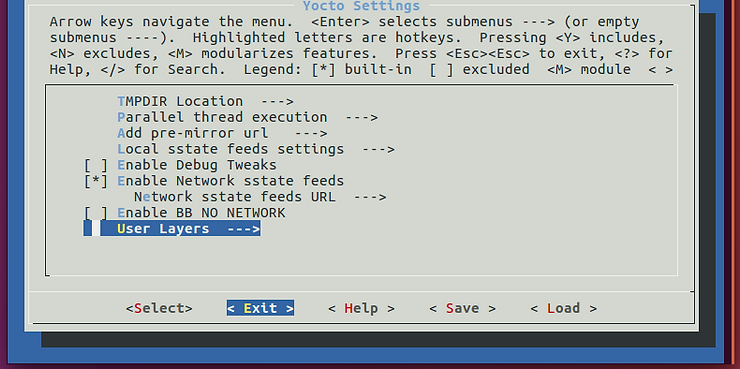 Yocto Settings
Arrow keys navigate the menu.  <Enter> selects submenus ---> (or empty
submenus ----).  Highlighted letters are hotkeys.  Pressing <Y> includes,
<N> excludes, <M> modularizes features.  Press <Esc><Esc> to exit, <?> for
Help, </> for Search.  Legend: [*] built-in  [ ] excluded  <M> module  < >
TMPDIR Location  --->
Parallel thread execution  --->
Add pre-mirror url   --->
Local sstate feeds settings  --->
[ ] Enable Debug Tweaks
[*] Enable Network sstate feeds
Network sstate feeds URL  --->
[ ] Enable BB NO NETWORK
User Layers  --->
<Select>    < Exit >    < Help >    < Save >    < Load >